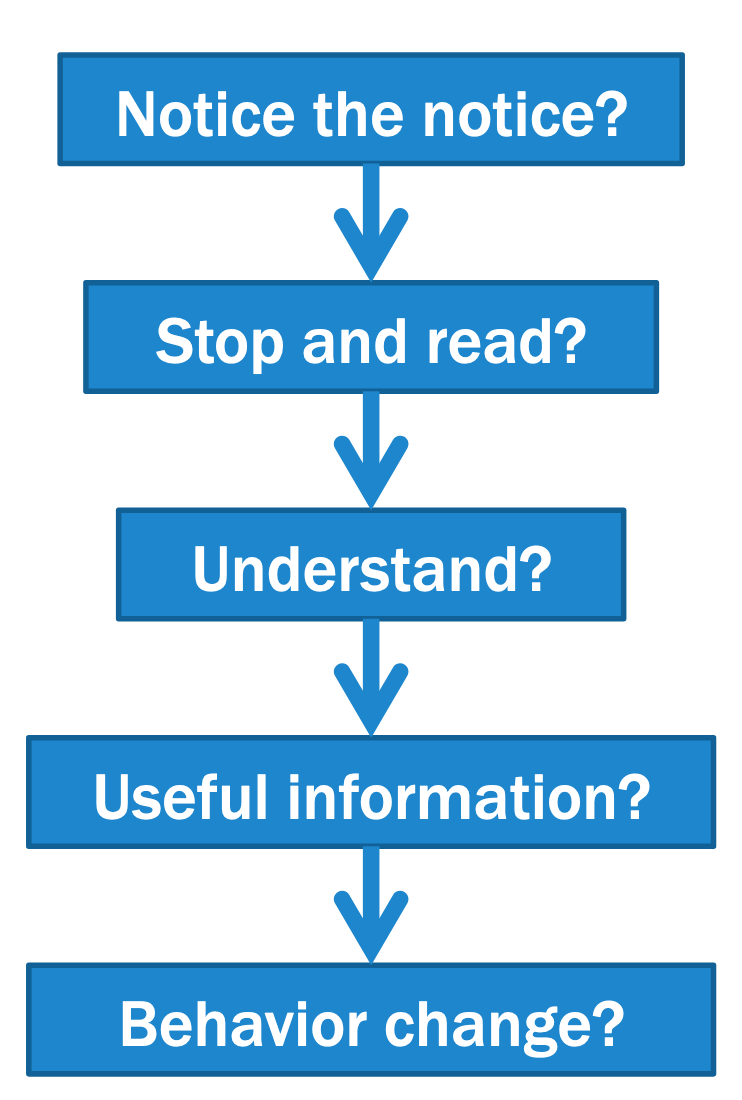 Notice the notice?
Stop and read?
Understand?
Useful information?
Behavior change?